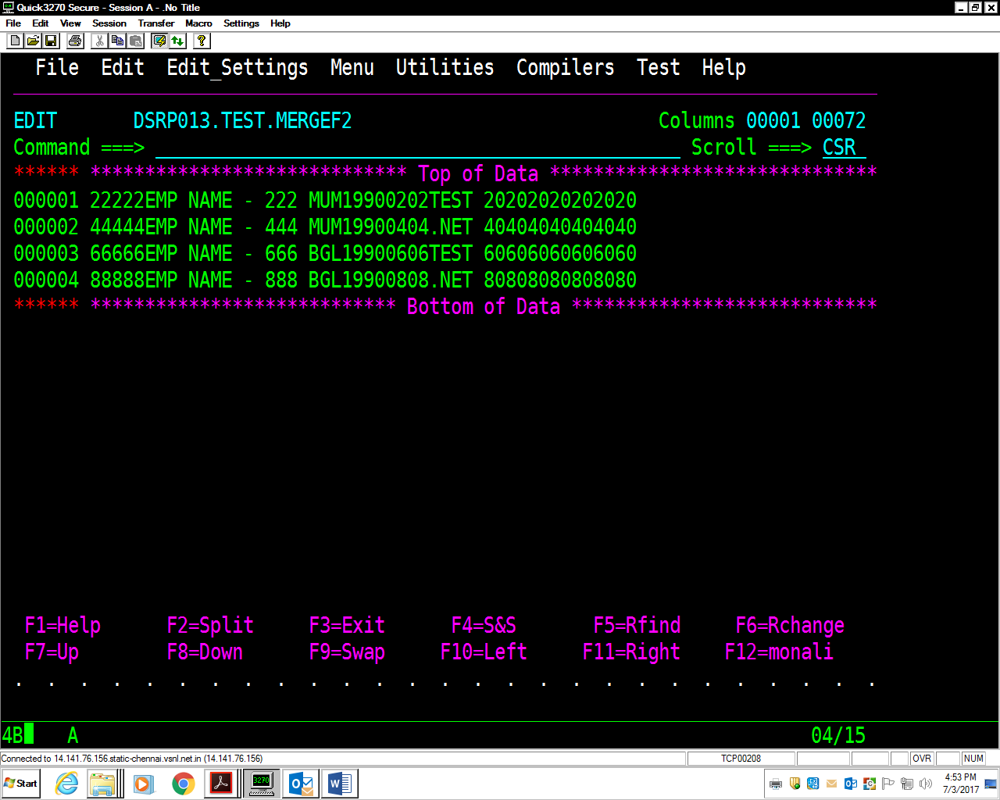 Quick3270 Secure - Session A - .No Title
File Edit View Session Transfer Macro Settings Help
File Edit Edit_Settings Menu Utilities Compilers Test Help
EDIT DSRP013.TEST.MERGEF2 Columns 00001 00072
Command ===> Scroll ===> CSR
****** ***************************** Top of Data ******************************
000001 22222EMP NAME - 222 MUM19900202TEST 20202020202020
000002 44444EMP NAME - 444 MUM19900404.NET 40404040404040
000003 66666EMP NAME - 666 BGL19900606TEST 60606060606060
000004 88888EMP NAME - 888 BGL19900808.NET 80808080808080
****** **************************** Bottom of Data ****************************
F1=Help F2=Split F3=Exit F4=S&S F5=Rfind F6=Rchange
F7=Up F8=Down F9=Swap F10=Left F11=Right F12=monali
. . . . . . . . . . . . . . . . . . . . . . . . . . .
4B A 04/15
Connected to 14.141.76.156.static-chennai.vsnl.net.in (14.141.76.156) TCP00208 OVR NUM
Start 3270 4:53 PM
7/3/2017